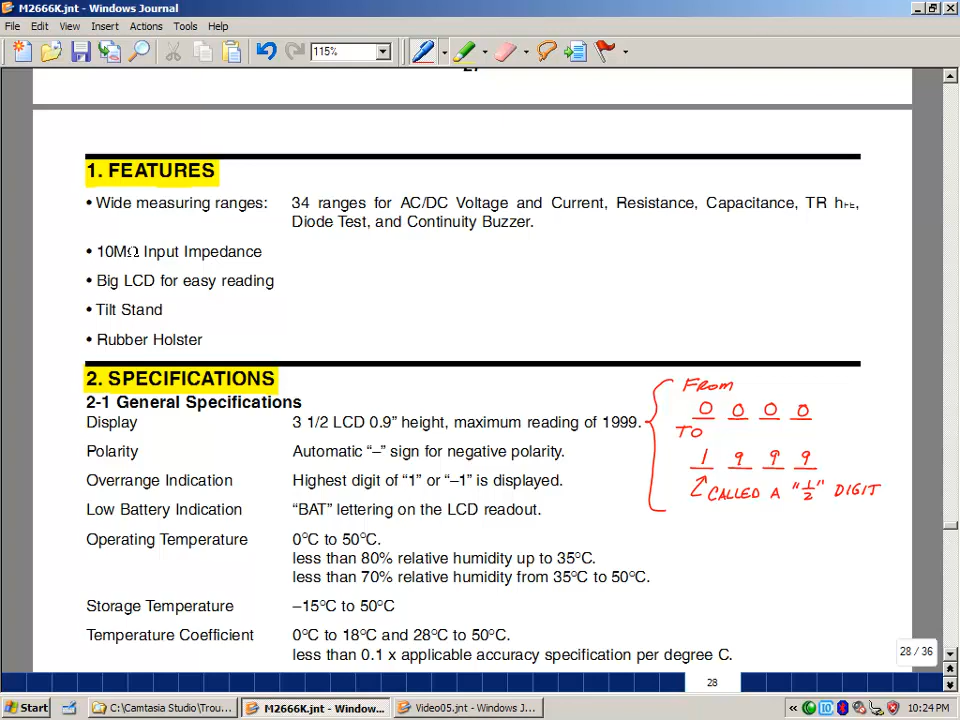 M2666K.jnt - Windows Journal
File Edit View Insert Actions Tools Help
115%
1. FEATURES
• Wide measuring ranges: 34 ranges for AC/DC Voltage and Current, Resistance, Capacitance, TR hFE,
Diode Test, and Continuity Buzzer.
• 10MΩ Input Impedance
• Big LCD for easy reading
• Tilt Stand
• Rubber Holster
2. SPECIFICATIONS
2-1 General Specifications
Display 3 1/2 LCD 0.9” height, maximum reading of 1999.
Polarity Automatic “–” sign for negative polarity.
Overrange Indication Highest digit of “1” or “–1” is displayed.
Low Battery Indication “BAT” lettering on the LCD readout.
Operating Temperature 0°C to 50°C.
less than 80% relative humidity up to 35°C.
less than 70% relative humidity from 35°C to 50°C.
Storage Temperature –15°C to 50°C
Temperature Coefficient 0°C to 18°C and 28°C to 50°C.
less than 0.1 x applicable accuracy specification per degree C.
FROM
0 0 0 0
TO
1 9 9 9
CALLED A "1/2" DIGIT
28 / 36
28
Start C:\Camtasia Studio\Trou... M2666K.jnt - Window... Video05.jnt - Windows J... « 10:24 PM